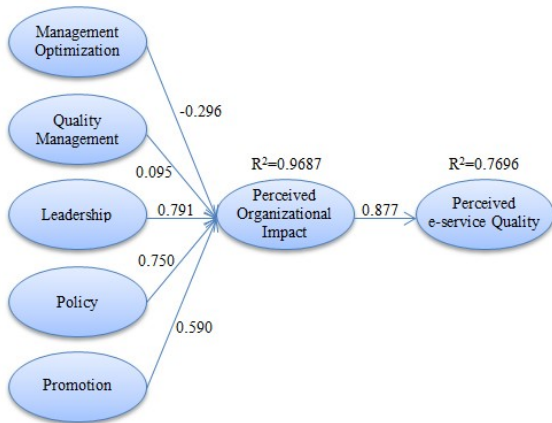 Management
Optimization
-0.296
Quality
Management
0.095
R²=0.9687
R²=0.7696
Leadership
0.791
Perceived
Organizational
Impact
0.877
Perceived
e-service Quality
0.750
Policy
0.590
Promotion